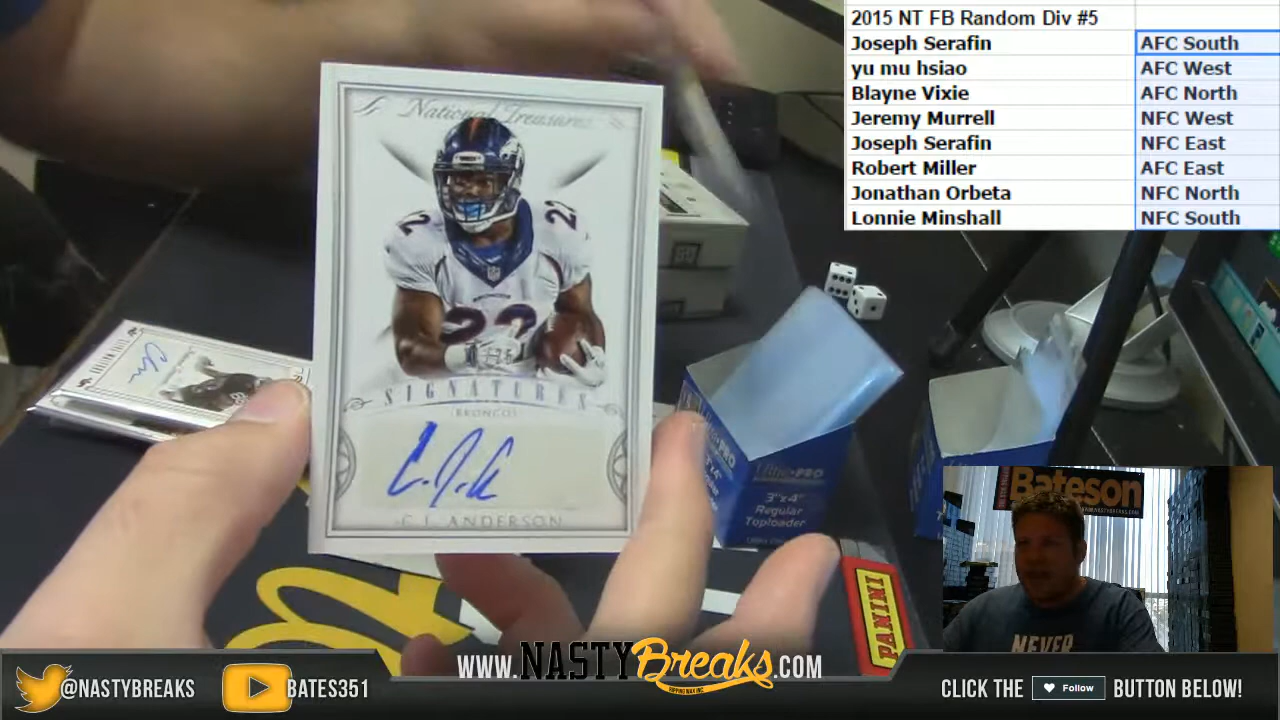 2015 NT FB Random Div #5
Joseph Serafin AFC South
yu mu hsiao AFC West
Blayne Vixie AFC North
Jeremy Murrell NFC West
Joseph Serafin NFC East
Robert Miller AFC East
Jonathan Orbeta NFC North
Lonnie Minshall NFC South
National Treasures
22
22
SIGNATURES
BRONCOS
C.J. ANDERSON
ULTRA PRO
3"x4"
Regular
Toploader
PANINI
Bateson
NEVER
@NASTYBREAKS
BATES351
WWW.NASTYBreaks.COM
CLICK THE Follow BUTTON BELOW!